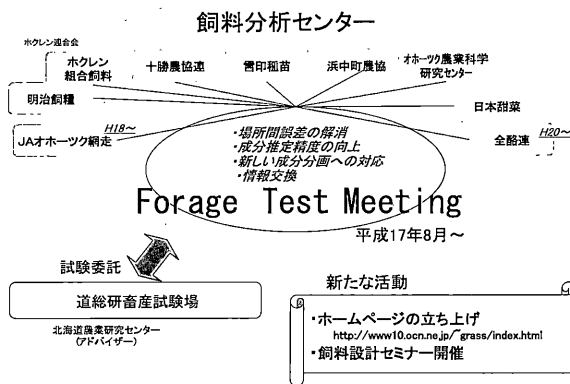 飼料分析センター
ホクレン連合会
ホクレン
組合飼料
十勝農協連
雪印種苗
浜中町農協
オホーツク農業科学
研究センター
明治飼糧
日本甜菜
JAオホーツク網走
H18～
全酪連
H20～
・場所間誤差の解消
・成分推定精度の向上
・新しい成分分画への対応
・情報交換
Forage Test Meeting
平成17年8月～
試験委託
道総研畜産試験場
北海道農業研究センター
(アドバイザー)
新たな活動
・ホームページの立ち上げ
http://www10.ocn.ne.jp/~grass/index.html
・飼料設計セミナー開催